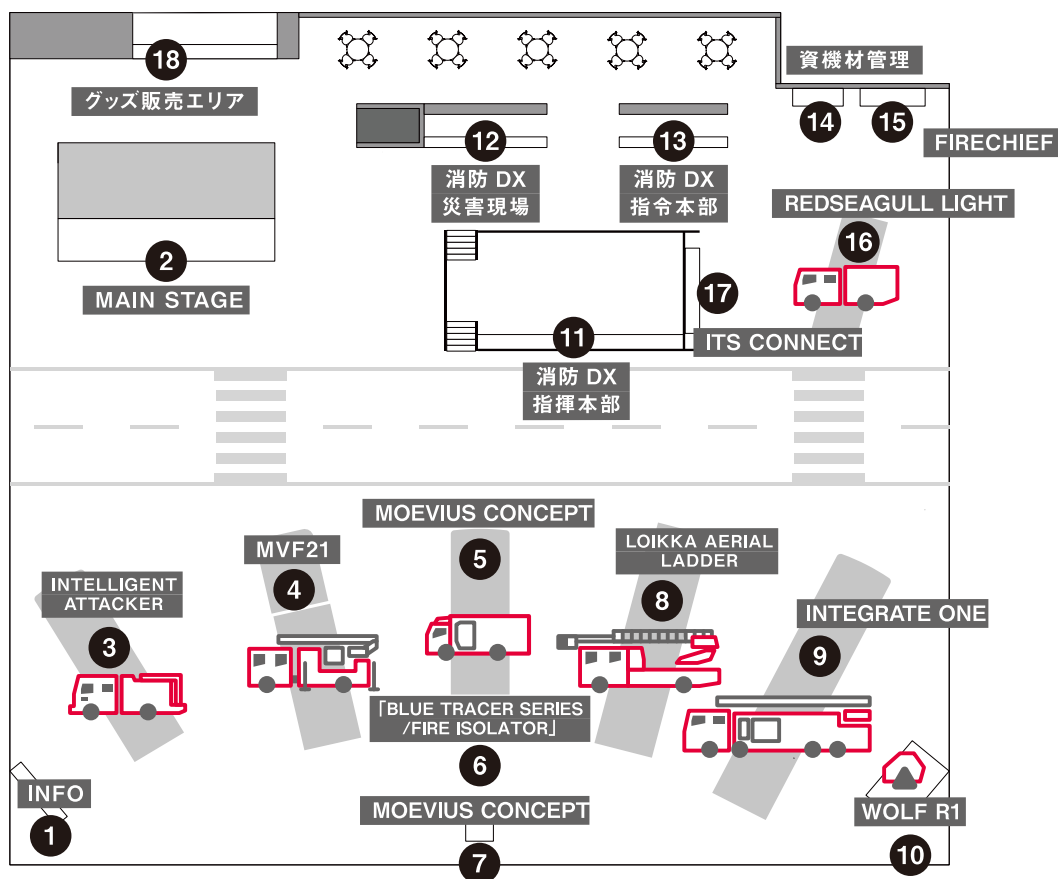 18
グッズ販売エリア
資機材管理
14
15
FIRECHIEF
12
消防 DX
災害現場
13
消防 DX
指令本部
REDSEAGULL LIGHT
16
2
MAIN STAGE
17
ITS CONNECT
11
消防 DX
指揮本部
MOEVIUS CONCEPT
5
MVF21
4
LOIKKA AERIAL
LADDER
8
INTELLIGENT
ATTACKER
3
INTEGRATE ONE
9
「BLUE TRACER SERIES
/FIRE ISOLATOR」
6
INFO
1
MOEVIUS CONCEPT
7
WOLF R1
10